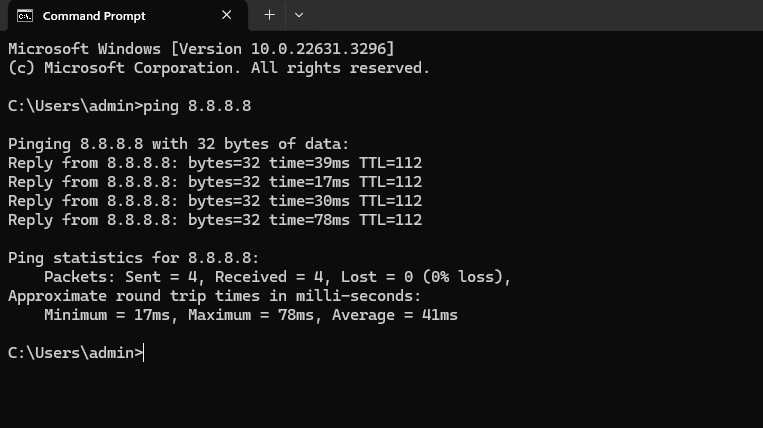 Command Prompt
Microsoft Windows [Version 10.0.22631.3296]
(c) Microsoft Corporation. All rights reserved.
C:\Users\admin>ping 8.8.8.8
Pinging 8.8.8.8 with 32 bytes of data:
Reply from 8.8.8.8: bytes=32 time=39ms TTL=112
Reply from 8.8.8.8: bytes=32 time=17ms TTL=112
Reply from 8.8.8.8: bytes=32 time=30ms TTL=112
Reply from 8.8.8.8: bytes=32 time=78ms TTL=112
Ping statistics for 8.8.8.8:
    Packets: Sent = 4, Received = 4, Lost = 0 (0% loss),
Approximate round trip times in milli-seconds:
    Minimum = 17ms, Maximum = 78ms, Average = 41ms
C:\Users\admin>